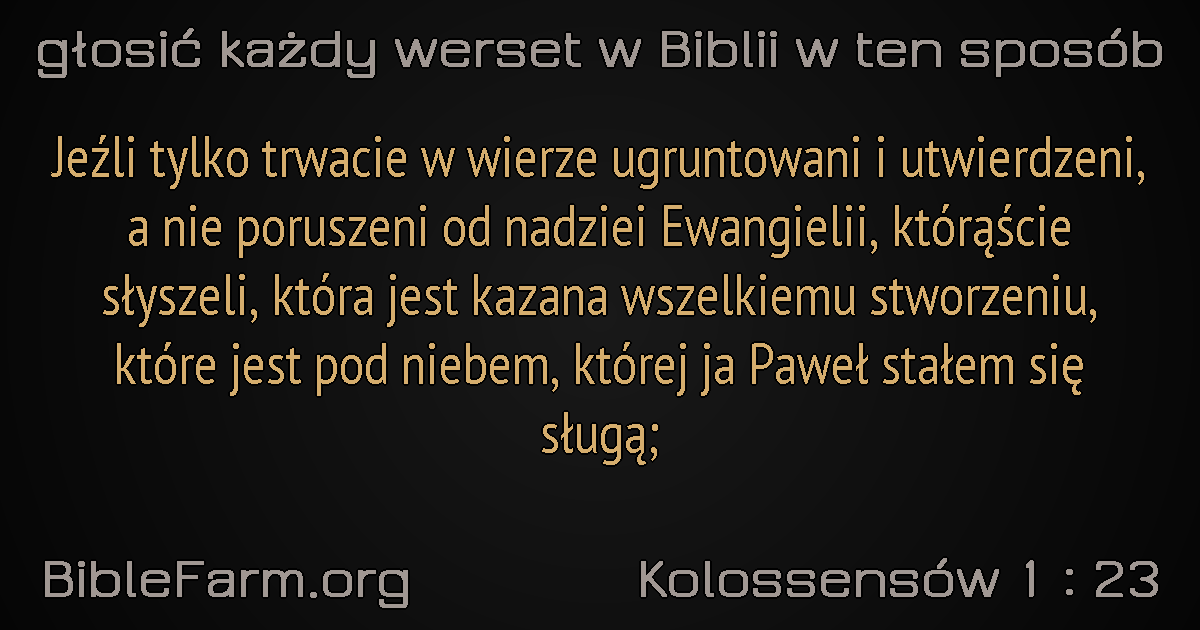 głosić każdy werset w Biblii w ten sposób
Jeźli tylko trwacie w wierze ugruntowani i utwierdzeni,
a nie poruszeni od nadziei Ewangielii, którąście
słyszeli, która jest kazana wszelkiemu stworzeniu,
które jest pod niebem, której ja Paweł stałem się
sługą;
BibleFarm.org
Kolossensów 1 : 23